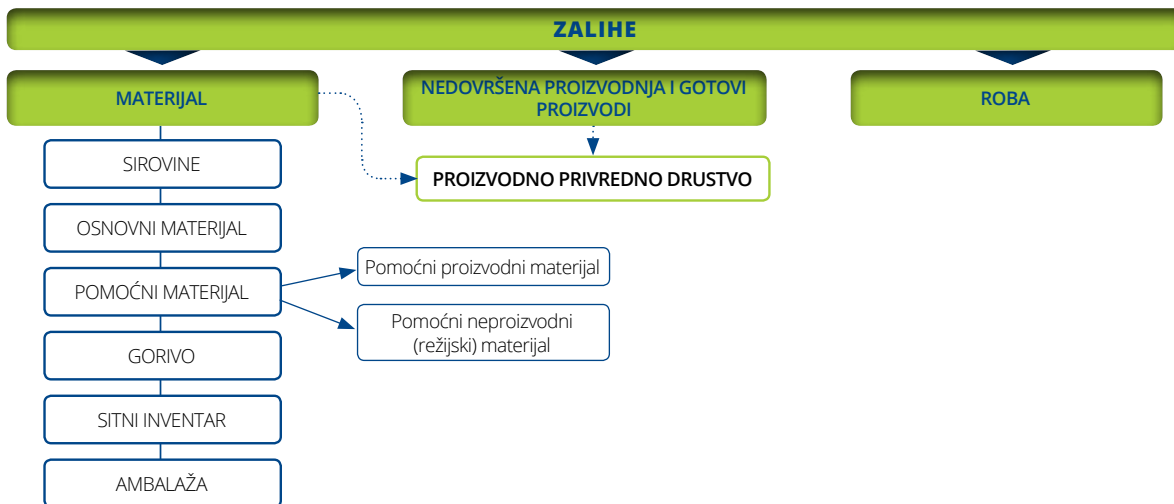 ZALIHE
MATERIJAL
NEDOVRŠENA PROIZVODNJA I GOTOVI
PROIZVODI
ROBA
SIROVINE
PROIZVODNO PRIVREDNO DRUSTVO
OSNOVNI MATERIJAL
POMOĆNI MATERIJAL
Pomoćni proizvodni materijal
Pomoćni neproizvodni
(režijski) materijal
GORIVO
SITNI INVENTAR
AMBALAŽA